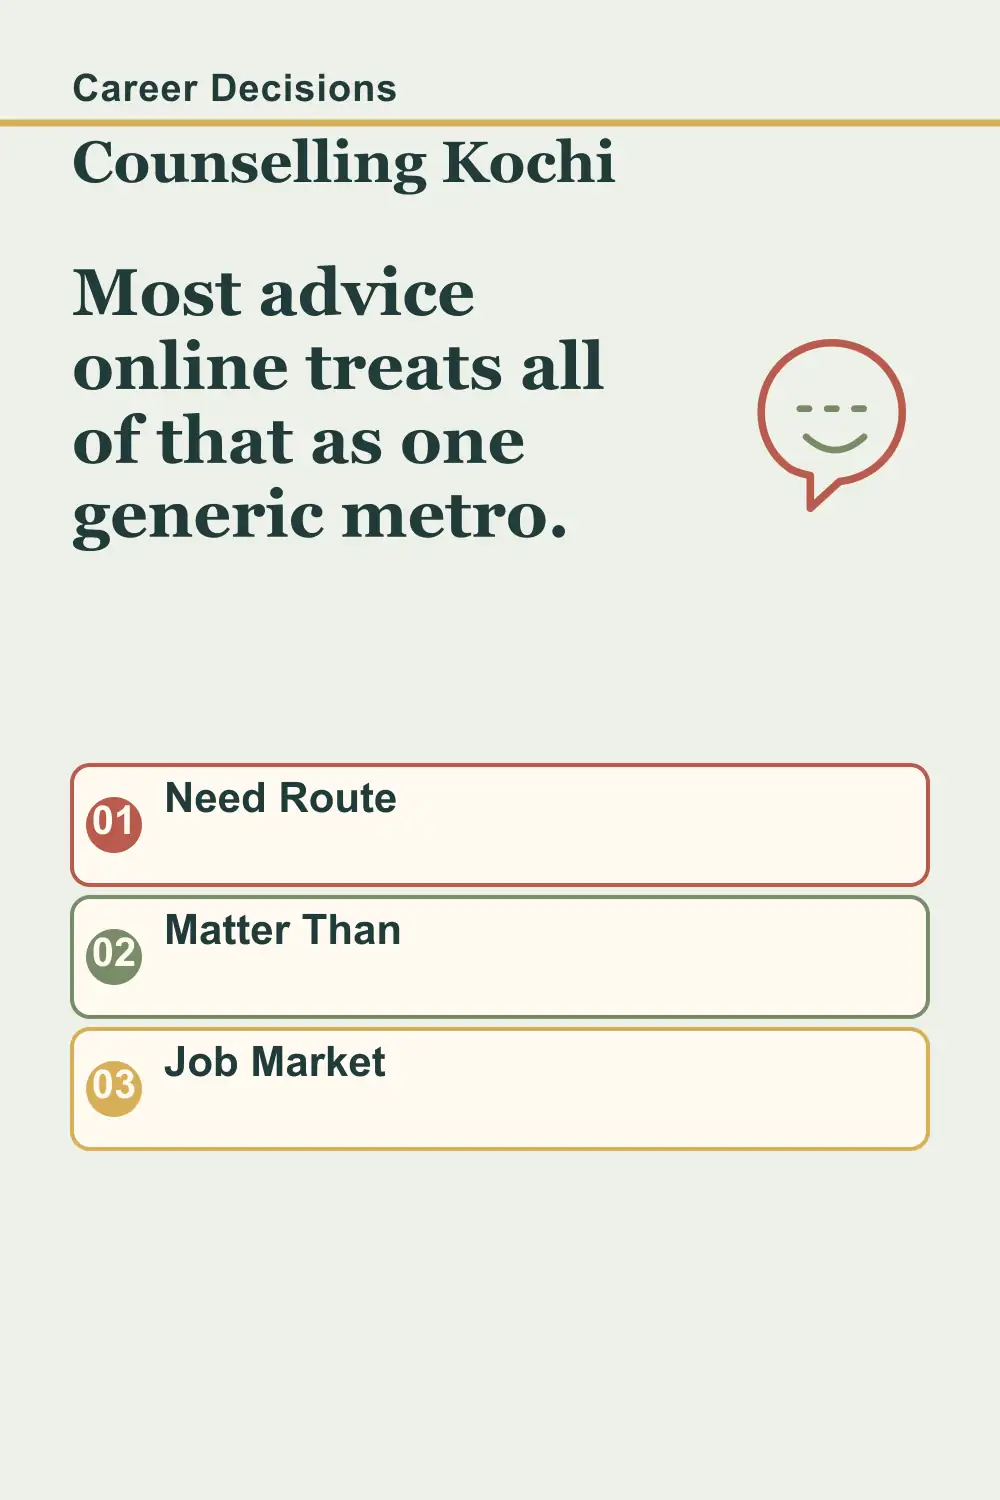 Career Decisions
Counselling Kochi
Most advice
online treats all
of that as one
generic metro.
01
Need Route
02
Matter Than
03
Job Market